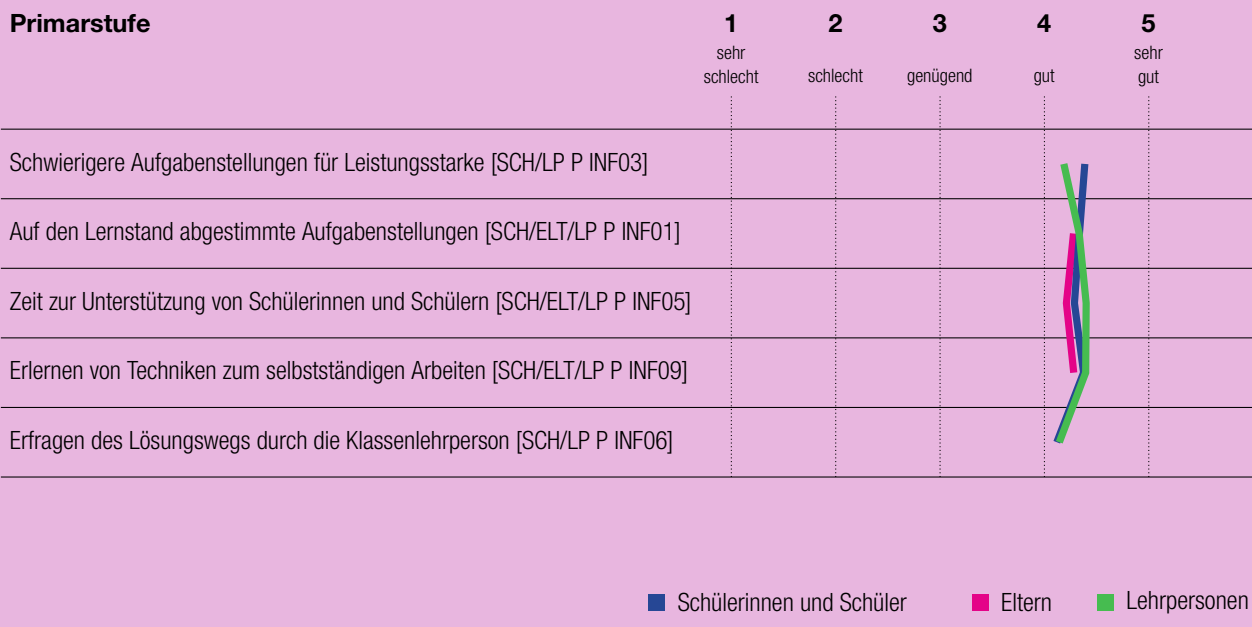 Primarstufe 1 2 3 4 5
sehr schlecht schlecht genügend gut sehr gut
Schwierigere Aufgabenstellungen für Leistungsstarke [SCH/LP P INF03]
Auf den Lernstand abgestimmte Aufgabenstellungen [SCH/ELT/LP P INF01]
Zeit zur Unterstützung von Schülerinnen und Schülern [SCH/ELT/LP P INF05]
Erlernen von Techniken zum selbstständigen Arbeiten [SCH/ELT/LP P INF09]
Erfragen des Lösungswegs durch die Klassenlehrperson [SCH/LP P INF06]
Schülerinnen und Schüler Eltern Lehrpersonen